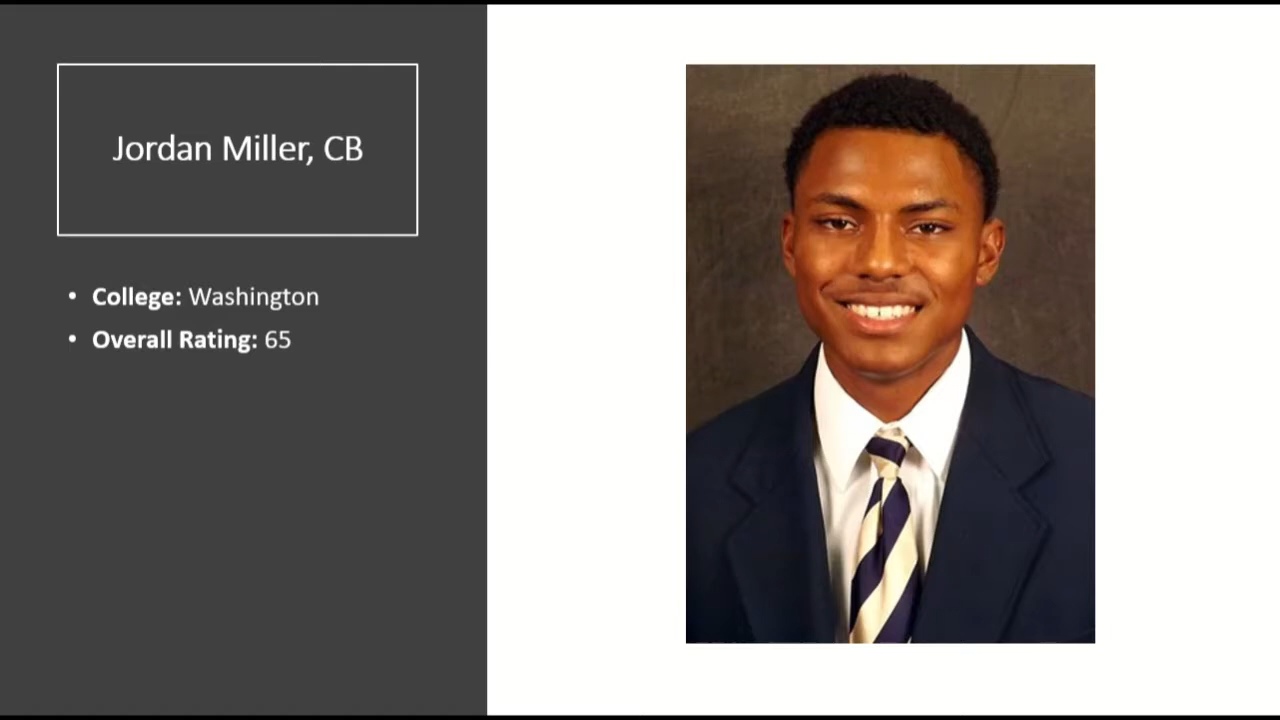 Jordan Miller, CB
• College: Washington
• Overall Rating: 65